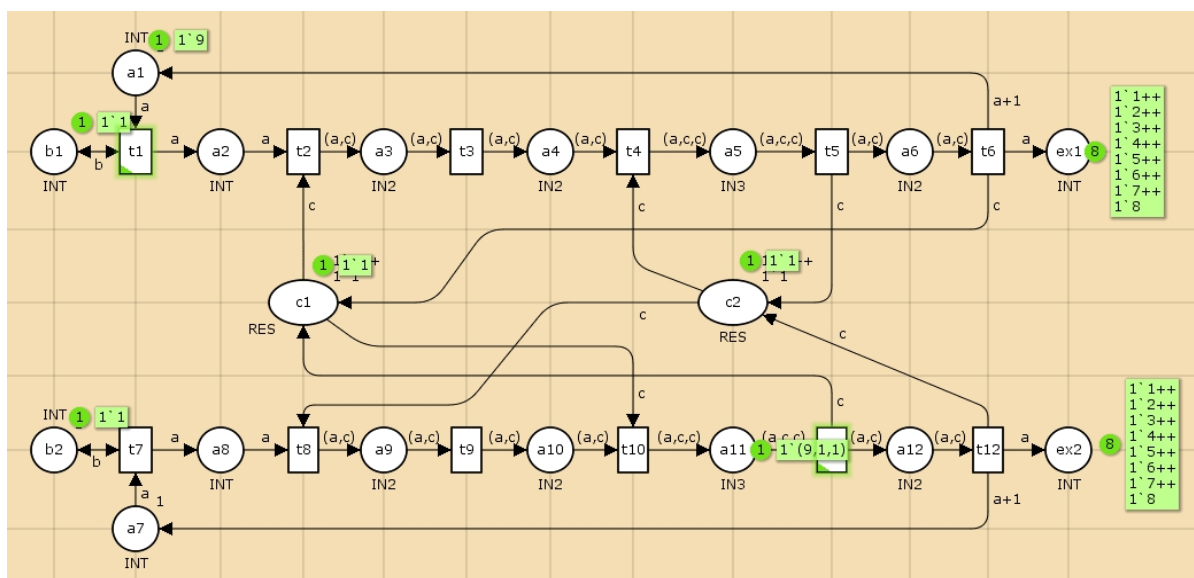 INT 1 1`9
a1
a
a+1
1 1`1
b1
b
t1
a
a2
a
t2
(a,c)
a3
(a,c)
t3
(a,c)
a4
(a,c)
t4
(a,c,c)
a5
(a,c,c)
t5
(a,c)
a6
(a,c)
t6
a
ex1
8
1`1++
1`2++
1`3++
1`4++
1`5++
1`6++
1`7++
1`8
INT
INT
IN2
IN2
IN3
IN2
INT
c
c
c
c
1 1`1
c1
RES
1 1`1
c2
RES
c
c
c
c
INT 1 1`1
b2
b
t7
a
a8
a
t8
(a,c)
a9
(a,c)
t9
(a,c)
a10
(a,c)
t10
(a,c,c)
a11
1 1`(9,1,1)
(a,c)
a12
(a,c)
t12
a
ex2
8
1`1++
1`2++
1`3++
1`4++
1`5++
1`6++
1`7++
1`8
INT
INT
IN2
IN2
IN3
IN2
INT
a
1
a+1
a7
INT